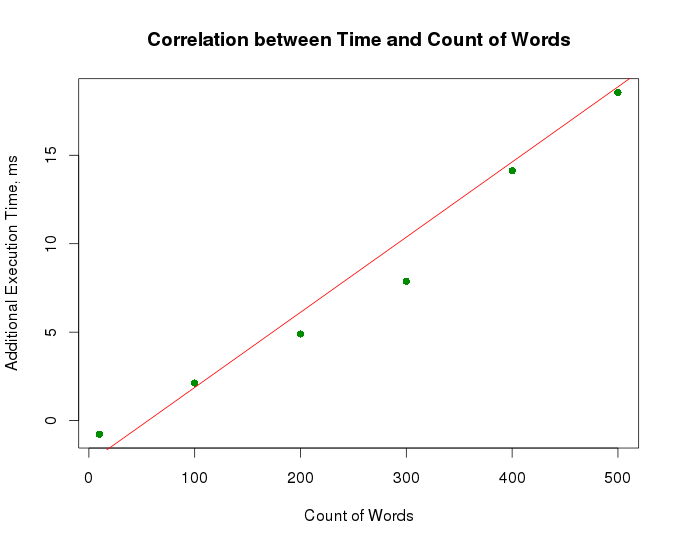 Correlation between Time and Count of Words
Additional Execution Time, ms
15
10
5
0
0 100 200 300 400 500
Count of Words